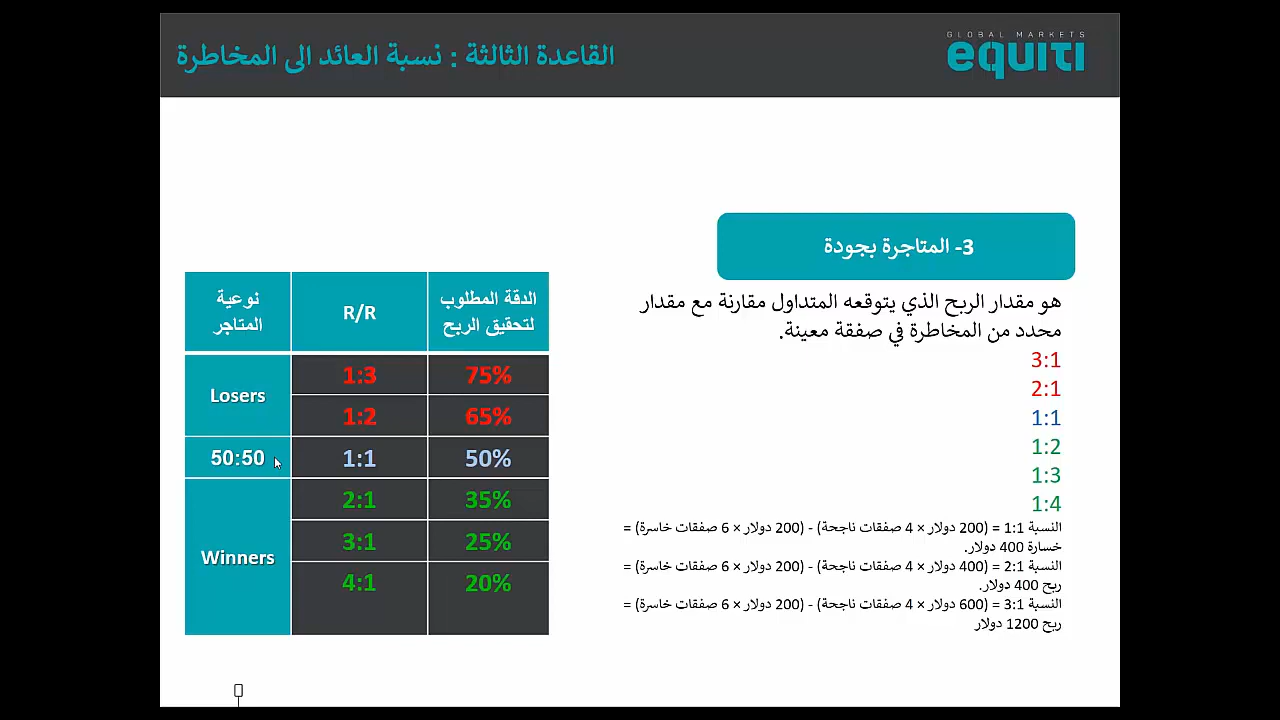 القاعدة الثالثة : نسبة العائد الى المخاطرة
GLOBAL MARKETS
equiti
3- المتاجرة بجودة
هو مقدار الربح الذي يتوقعه المتداول مقارنة مع مقدار
محدد من المخاطرة في صفقة معينة.
3:1
2:1
1:1
1:2
1:3
1:4
النسبة 1:1 = (200 دولار × 4 صفقات ناجحة) - (200 دولار × 6 صفقات خاسرة) =
خسارة 400 دولار.
النسبة 2:1 = (400 دولار × 4 صفقات ناجحة) - (200 دولار × 6 صفقات خاسرة) =
ربح 400 دولار.
النسبة 3:1 = (600 دولار × 4 صفقات ناجحة) - (200 دولار × 6 صفقات خاسرة) =
ربح 1200 دولار
الدقة المطلوب
لتحقيق الربح
R/R
نوعية
المتاجر
75%
1:3
Losers
65%
1:2
50%
1:1
50:50
35%
2:1
25%
3:1
Winners
20%
4:1